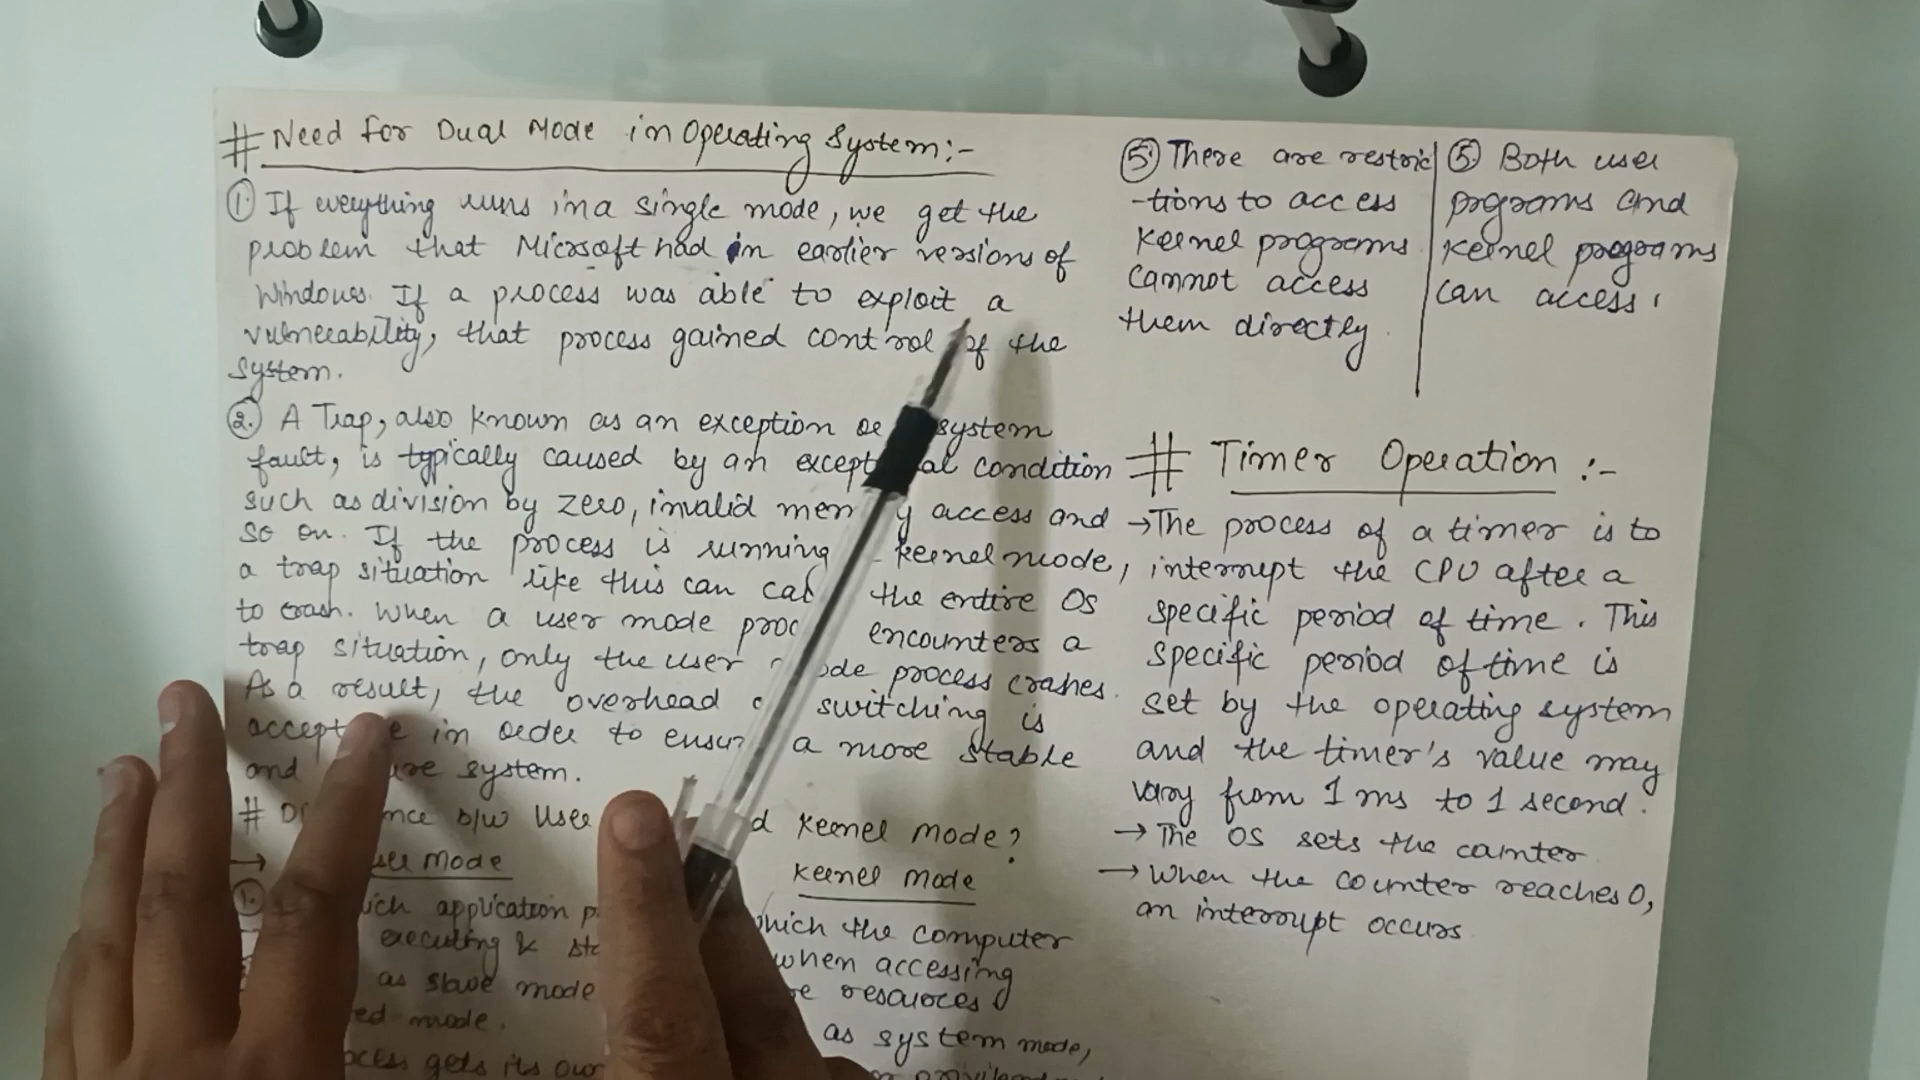 # Need For Dual Mode in Operating System:-
① If everything runs in a single mode, we get the
problem that Microsoft had in earlier versions of
Windows. If a process was able to exploit a
vulnerability, that process gained control of the
system.
②. A Trap, also known as an exception or system
fault, is typically caused by an condition
such as division by zero, invalid access and
so on. If the process is running kernel mode,
a trap situation like this can the entire OS
to crash. When a user mode encounters a
trap situation, only the user process crashes.
As a result, the overhead switching is
in order to a more stable
and system.
# b/w User Kernel mode?
→ mode
Kernel mode
①. application
executing &
as slave mode
mode.
gets its own
the computer
when accessing
resources
as system mode,
⑤ There are restric
-tions to access
kernel programs
cannot access
them directly.
⑤ Both user
programs and
kernel programs
can access.
# Timer Operation :-
→ The process of a timer is to
interrupt the CPU after a
specific period of time. This
specific period of time is
set by the operating system
and the timer's value may
vary from 1 ms to 1 second.
→ The OS sets the counter
→ When the counter reaches 0,
an interrupt occurs